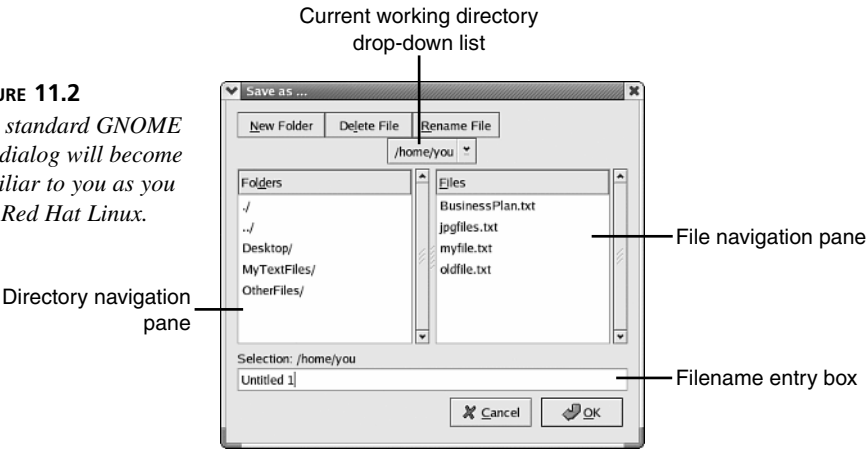 Current working directory
drop-down list
URE 11.2
standard GNOME
dialog will become
iliar to you as you
Red Hat Linux.
Save as ...
New Folder
Delete File
Rename File
/home/you
Folders
./
../
Desktop/
MyTextFiles/
OtherFiles/
Files
BusinessPlan.txt
jpgfiles.txt
myfile.txt
oldfile.txt
File navigation pane
Directory navigation
pane
Selection: /home/you
Untitled 1
Filename entry box
Cancel
OK